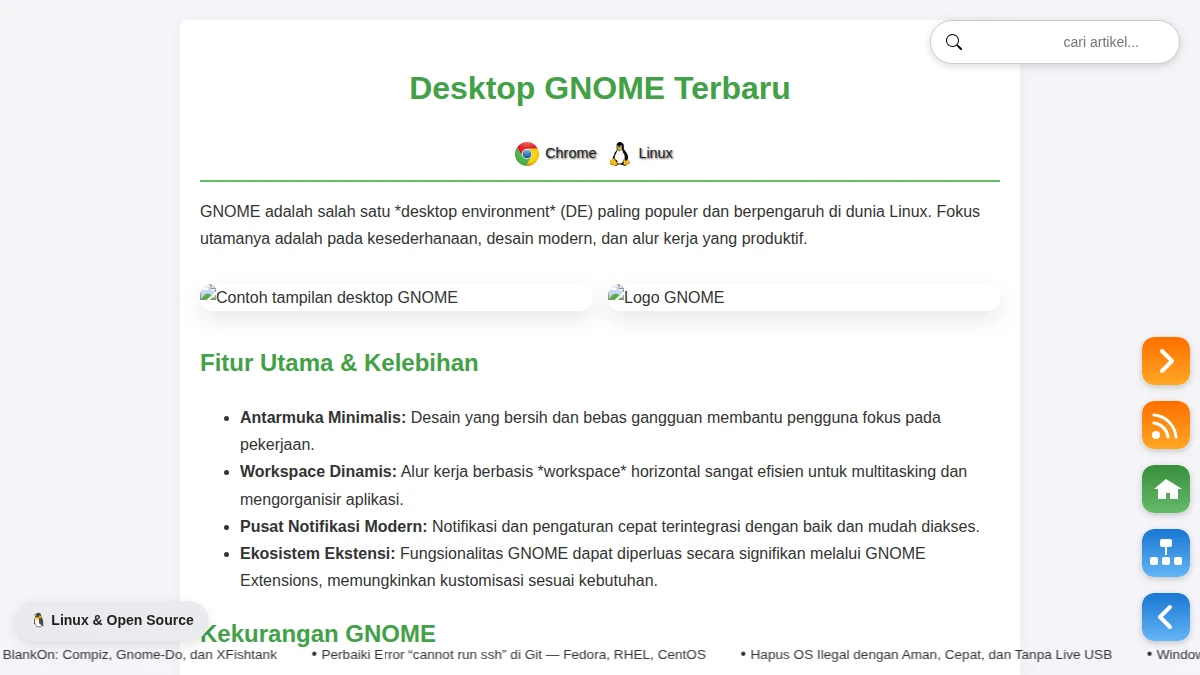 cari artikel...
Desktop GNOME Terbaru
Chrome Linux
GNOME adalah salah satu *desktop environment* (DE) paling populer dan berpengaruh di dunia Linux. Fokus
utamanya adalah pada kesederhanaan, desain modern, dan alur kerja yang produktif.
Contoh tampilan desktop GNOME
Logo GNOME
Fitur Utama & Kelebihan
• Antarmuka Minimalis: Desain yang bersih dan bebas gangguan membantu pengguna fokus pada
pekerjaan.
• Workspace Dinamis: Alur kerja berbasis *workspace* horizontal sangat efisien untuk multitasking dan
mengorganisir aplikasi.
• Pusat Notifikasi Modern: Notifikasi dan pengaturan cepat terintegrasi dengan baik dan mudah diakses.
• Ekosistem Ekstensi: Fungsionalitas GNOME dapat diperluas secara signifikan melalui GNOME
Extensions, memungkinkan kustomisasi sesuai kebutuhan.
Linux & Open Source
Kekurangan GNOME
BlankOn: Compiz, Gnome-Do, dan XFishtank • Perbaiki Error “cannot run ssh” di Git — Fedora, RHEL, CentOS • Hapus OS Ilegal dengan Aman, Cepat, dan Tanpa Live USB •